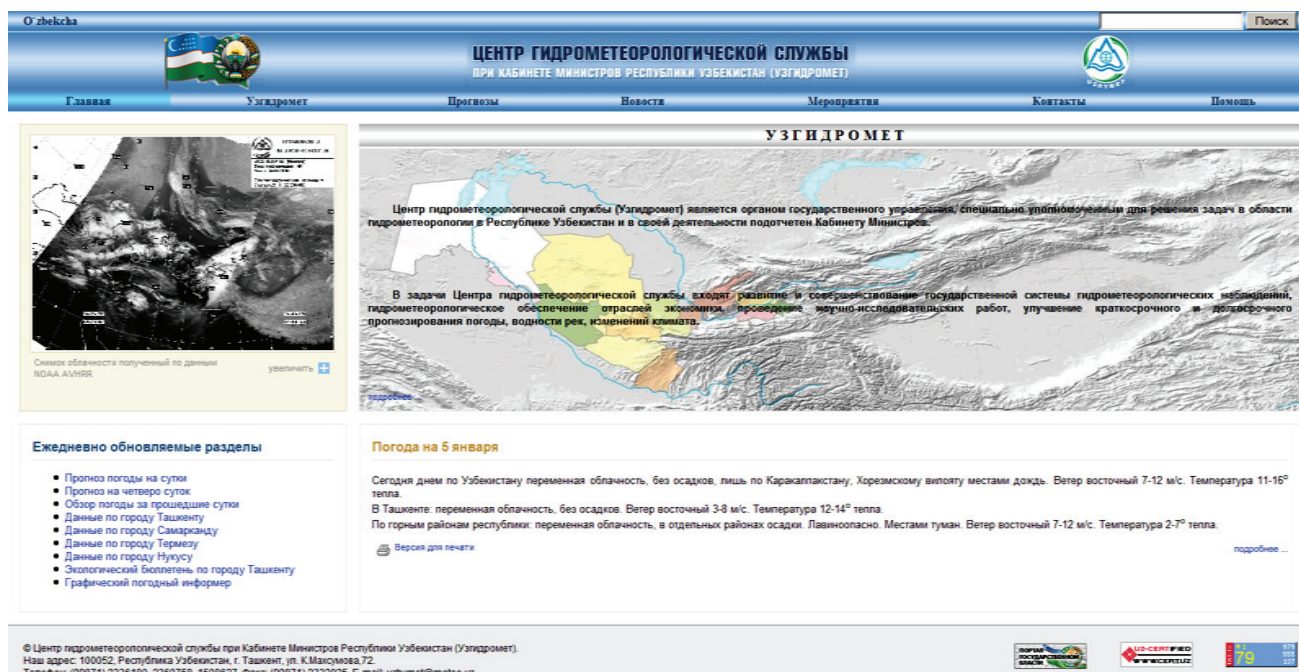 O`zbekcha
Поиск
ЦЕНТР ГИДРОМЕТЕОРОЛОГИЧЕСКОЙ СЛУЖБЫ
ПРИ КАБИНЕТЕ МИНИСТРОВ РЕСПУБЛИКИ УЗБЕКИСТАН (УЗГИДРОМЕТ)
UZHYMET
Главная Узгидромет Прогнозы Новости Мероприятия Контакты Помощь
УЗГИДРОМЕТ
Центр гидрометеорологической службы (Узгидромет) является органом государственного управления, специально уполномоченным для решения задач в области
гидрометеорологии в Республике Узбекистан и в своей деятельности подотчетен Кабинету Министров.
В задачи Центра гидрометеорологической службы входят развитие и совершенствование государственной системы гидрометеорологических наблюдений,
гидрометеорологическое обеспечение отраслей экономики, проведение научно-исследовательских работ, улучшение краткосрочного и долгосрочного
прогнозирования погоды, водности рек, изменений климата.
подробнее
Снимок облачности полученный по данным
NOAA AVHRR
увеличить
Ежедневно обновляемые разделы
Прогноз погоды на сутки
Прогноз на четверо суток
Обзор погоды за прошедшие сутки
Данные по городу Ташкенту
Данные по городу Самарканду
Данные по городу Термезу
Данные по городу Нукусу
Экологический бюллетень по городу Ташкенту
Графический погодный информер
Погода на 5 января
Сегодня днем по Узбекистану переменная облачность, без осадков, лишь по Каракалпакстану, Хорезмскому вилояту местами дождь. Ветер восточный 7-12 м/с. Температура 11-16°
тепла.
В Ташкенте: переменная облачность, без осадков. Ветер восточный 3-8 м/с. Температура 12-14° тепла.
По горным районам республики: переменная облачность, в отдельных районах осадки. Лавиноопасно. Местами туман. Ветер восточный 7-12 м/с. Температура 2-7° тепла.
Версия для печати
подробнее ...
© Центр гидрометеорологической службы при Кабинете Министров Республики Узбекистан (Узгидромет).
Наш адрес: 100052, Республика Узбекистан, г. Ташкент, ул. К.Махсумова,72.
ПОРТАЛ
ГОСУДАРСТВЕННОЙ
ВЛАСТИ
UZ-CERTIFIED
WWW.CERT.UZ
79